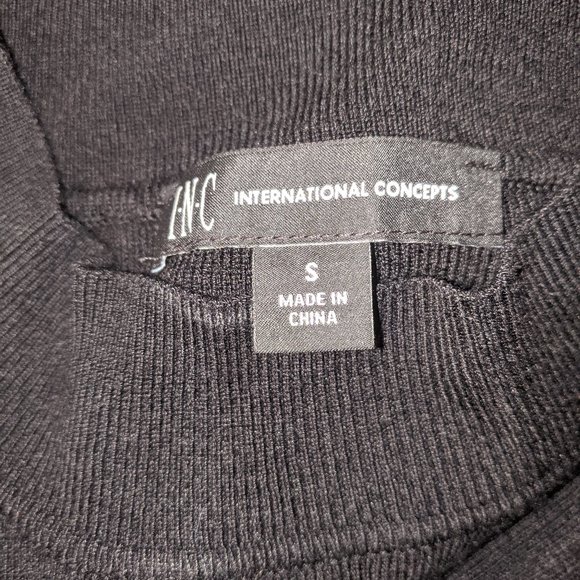 I·N·C INTERNATIONAL CONCEPTS
S
MADE IN
CHINA